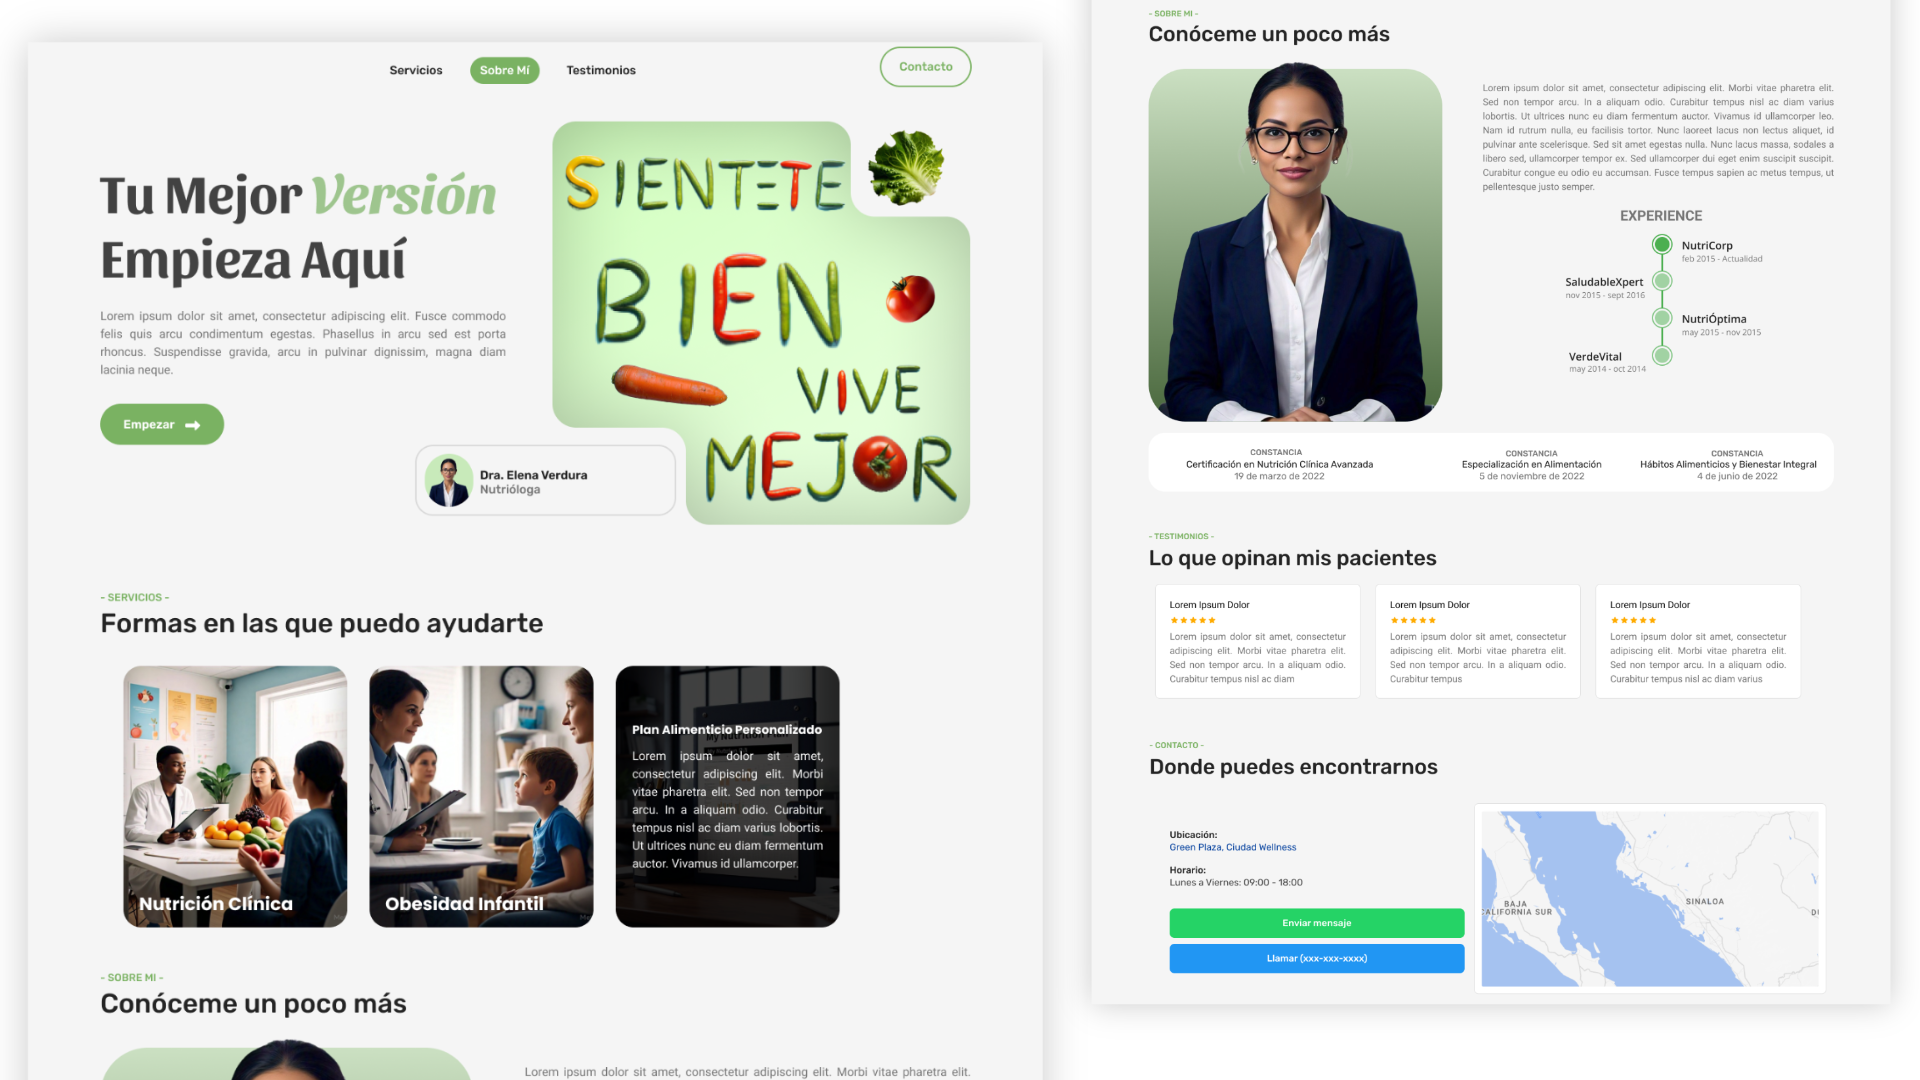 Servicios
Sobre Mí
Testimonios
Contacto
Tu Mejor Versión
Empieza Aquí
Lorem ipsum dolor sit amet, consectetur adipiscing elit. Fusce commodo
felis quis arcu condimentum egestas. Phasellus in arcu sed est porta
rhoncus. Suspendisse gravida, arcu in pulvinar dignissim, magna diam
lacinia neque.
Empezar
SIENTETE
BIEN
VIVE
MEJOR
Dra. Elena Verdura
Nutrióloga
- SERVICIOS -
Formas en las que puedo ayudarte
Nutrición Clínica
Obesidad Infantil
Plan Alimenticio Personalizado
Lorem ipsum dolor sit amet,
consectetur adipiscing elit. Morbi
vitae pharetra elit. Sed non tempor
arcu. In a aliquam odio. Curabitur
tempus nisl ac diam varius lobortis.
Ut ultrices nunc eu diam fermentum
auctor. Vivamus id ullamcorper.
- SOBRE MI -
Conóceme un poco más
Lorem ipsum dolor sit amet, consectetur adipiscing elit. Morbi vitae pharetra elit.
- SOBRE MI -
Conóceme un poco más
Lorem ipsum dolor sit amet, consectetur adipiscing elit. Morbi vitae pharetra elit.
Sed non tempor arcu. In a aliquam odio. Curabitur tempus nisl ac diam varius
lobortis. Ut ultrices nunc eu diam fermentum auctor. Vivamus id ullamcorper leo.
Nam id rutrum nulla, eu facilisis tortor. Nunc laoreet lacus non lectus aliquet, id
pulvinar ante scelerisque. Sed sit amet egestas nulla. Nunc lacus massa, sodales a
libero sed, ullamcorper tempor ex. Sed ullamcorper dui eget enim suscipit suscipit.
Curabitur congue eu odio eu accumsan. Fusce tempus sapien ac metus tempus, ut
pellentesque justo semper.
EXPERIENCE
NutriCorp
feb 2015 - Actualidad
SaludableXpert
nov 2015 - sept 2016
NutriÓptima
may 2015 - nov 2015
VerdeVital
may 2014 - oct 2014
CONSTANCIA
Certificación en Nutrición Clínica Avanzada
19 de marzo de 2022
CONSTANCIA
Especialización en Alimentación
5 de noviembre de 2022
CONSTANCIA
Hábitos Alimenticios y Bienestar Integral
4 de junio de 2022
- TESTIMONIOS -
Lo que opinan mis pacientes
Lorem Ipsum Dolor
Lorem ipsum dolor sit amet, consectetur
adipiscing elit. Morbi vitae pharetra elit.
Sed non tempor arcu. In a aliquam odio.
Curabitur tempus nisl ac diam
Lorem Ipsum Dolor
Lorem ipsum dolor sit amet, consectetur
adipiscing elit. Morbi vitae pharetra elit.
Sed non tempor arcu. In a aliquam odio.
Curabitur tempus
Lorem Ipsum Dolor
Lorem ipsum dolor sit amet, consectetur
adipiscing elit. Morbi vitae pharetra elit.
Sed non tempor arcu. In a aliquam odio.
Curabitur tempus nisl ac diam varius
- CONTACTO -
Donde puedes encontrarnos
Ubicación:
Green Plaza, Ciudad Wellness
Horario:
Lunes a Viernes: 09:00 - 18:00
Enviar mensaje
Llamar (xxx-xxx-xxxx)
BAJA
CALIFORNIA SUR
SINALOA